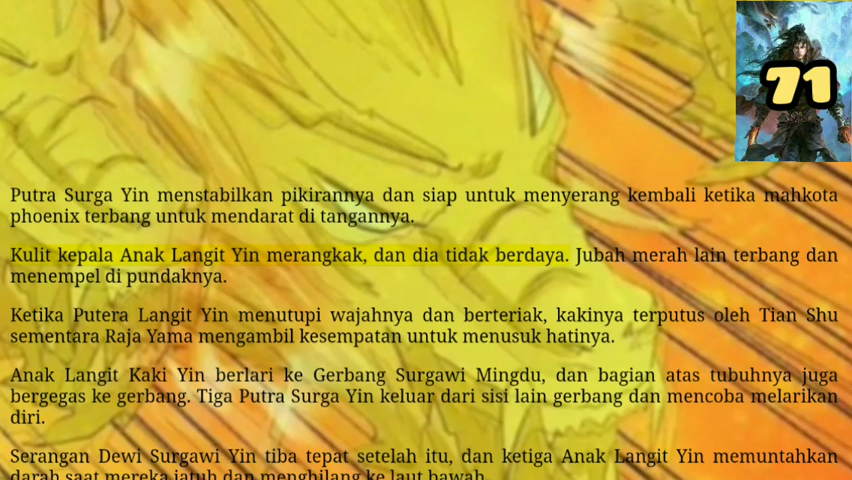 71
Putra Surga Yin menstabilkan pikirannya dan siap untuk menyerang kembali ketika mahkota
phoenix terbang untuk mendarat di tangannya.
Kulit kepala Anak Langit Yin merangkak, dan dia tidak berdaya. Jubah merah lain terbang dan
menempel di pundaknya.
Ketika Putera Langit Yin menutupi wajahnya dan berteriak, kakinya terputus oleh Tian Shu
sementara Raja Yama mengambil kesempatan untuk menusuk hatinya.
Anak Langit Kaki Yin berlari ke Gerbang Surgawi Mingdu, dan bagian atas tubuhnya juga
bergegas ke gerbang. Tiga Putra Surga Yin keluar dari sisi lain gerbang dan mencoba melarikan
diri.
Serangan Dewi Surgawi Yin tiba tepat setelah itu, dan ketiga Anak Langit Yin memuntahkan
darah saat mereka jatuh dan menghilang ke laut bawah.